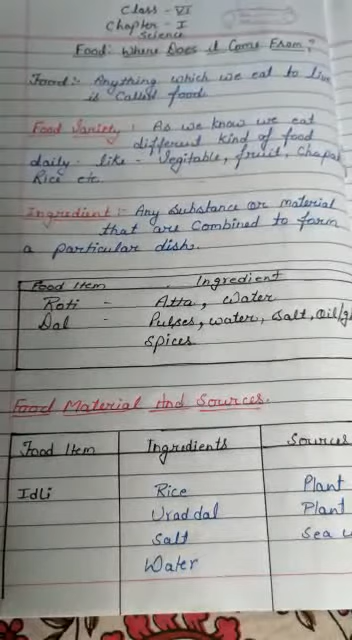 Class - VI
Chapter - I
Science
Food: Where Does it Come From?
Food:- Anything which we eat to live
is called food.
Food Variety: As we know we eat
different kind of food
daily. like - Vegitable, fruit, Chapat
Rice etc.
Ingredient:- Any substance or material
that are combined to form
a particular dish.
Food Item Ingredient
Roti - Atta, water
Dal - Pulses, water, salt, Oil/g
spices
Food Material And Sources.
Food Item Ingredients Sources
Idli Rice Plant
Urad dal Plant
Salt Sea
Water